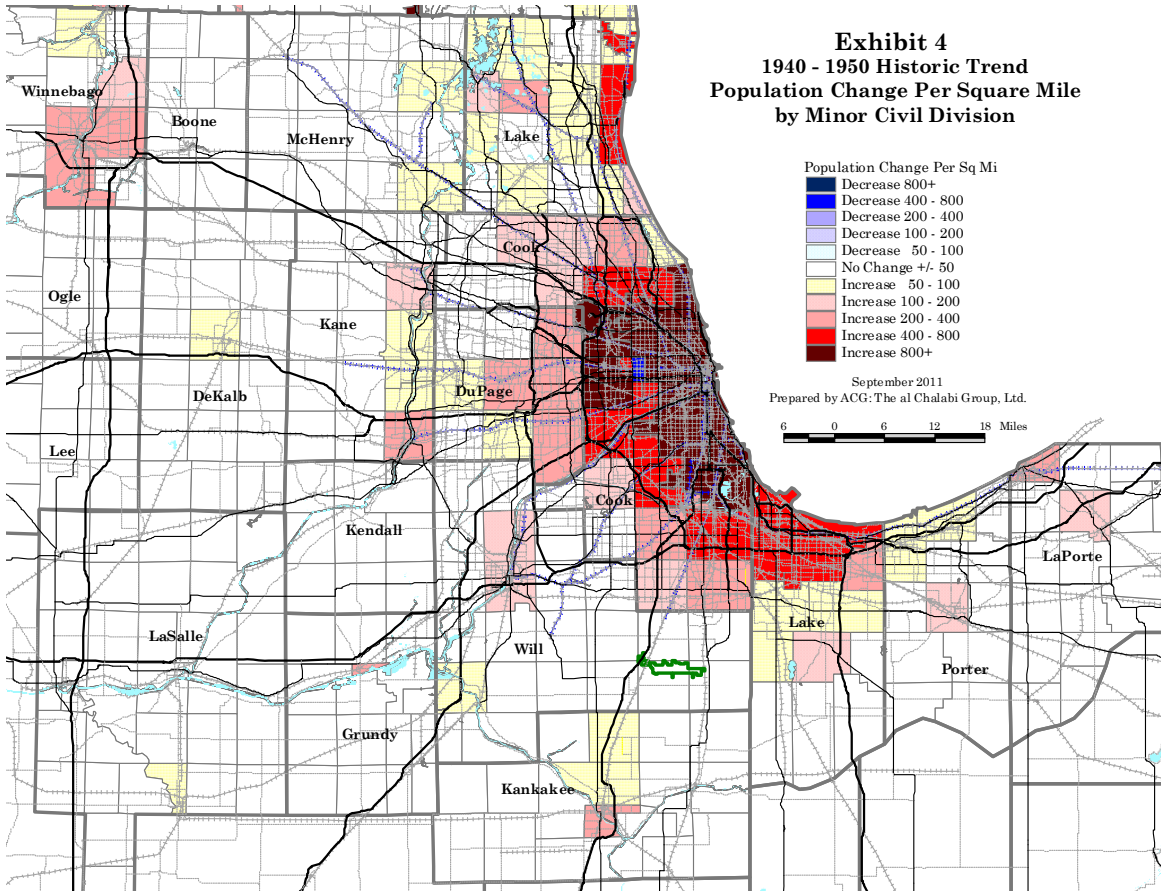 Exhibit 4
1940 - 1950 Historic Trend
Population Change Per Square Mile
by Minor Civil Division
Population Change Per Sq Mi
Decrease 800+
Decrease 400 - 800
Decrease 200 - 400
Decrease 100 - 200
Decrease 50 - 100
No Change +/- 50
Increase 50 - 100
Increase 100 - 200
Increase 200 - 400
Increase 400 - 800
Increase 800+
September 2011
Prepared by ACG: The al Chalabi Group, Ltd.
6 0 6 12 18 Miles
Winnebago
Boone
McHenry
Lake
Cook
Ogle
Kane
DeKalb
DuPage
Lee
Cook
Kendall
LaPorte
LaSalle
Will
Lake
Porter
Grundy
Kankakee